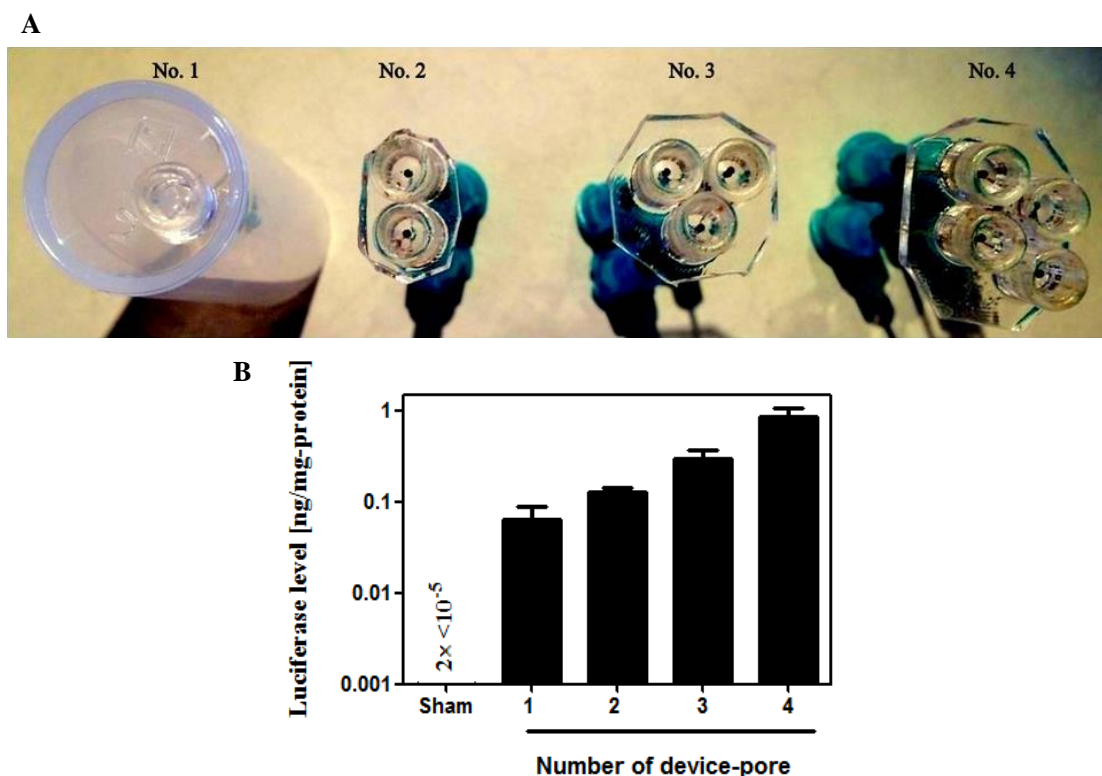 A
No. 1 No. 2 No. 3 No. 4
B
Luciferase level [ng/mg-protein]
1
0.1
0.01
0.001
2× <10⁻⁵
Sham 1 2 3 4
Number of device-pore